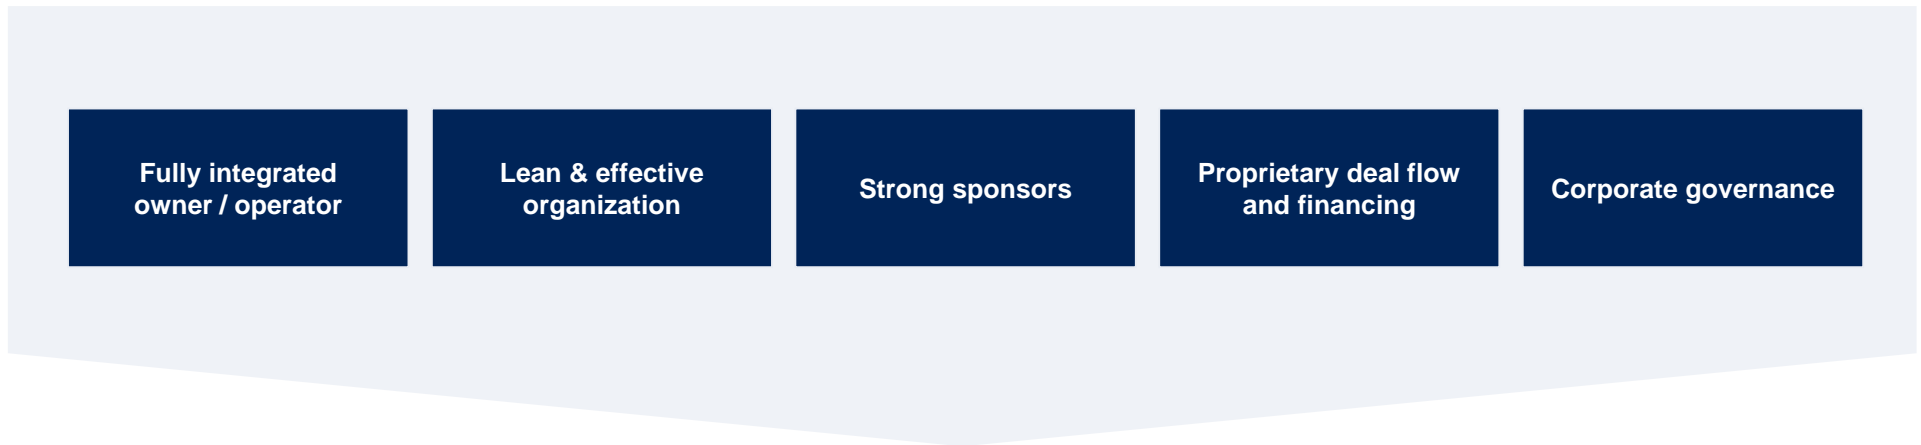 Fully integrated
owner / operator
Lean & effective
organization
Strong sponsors
Proprietary deal flow
and financing
Corporate governance